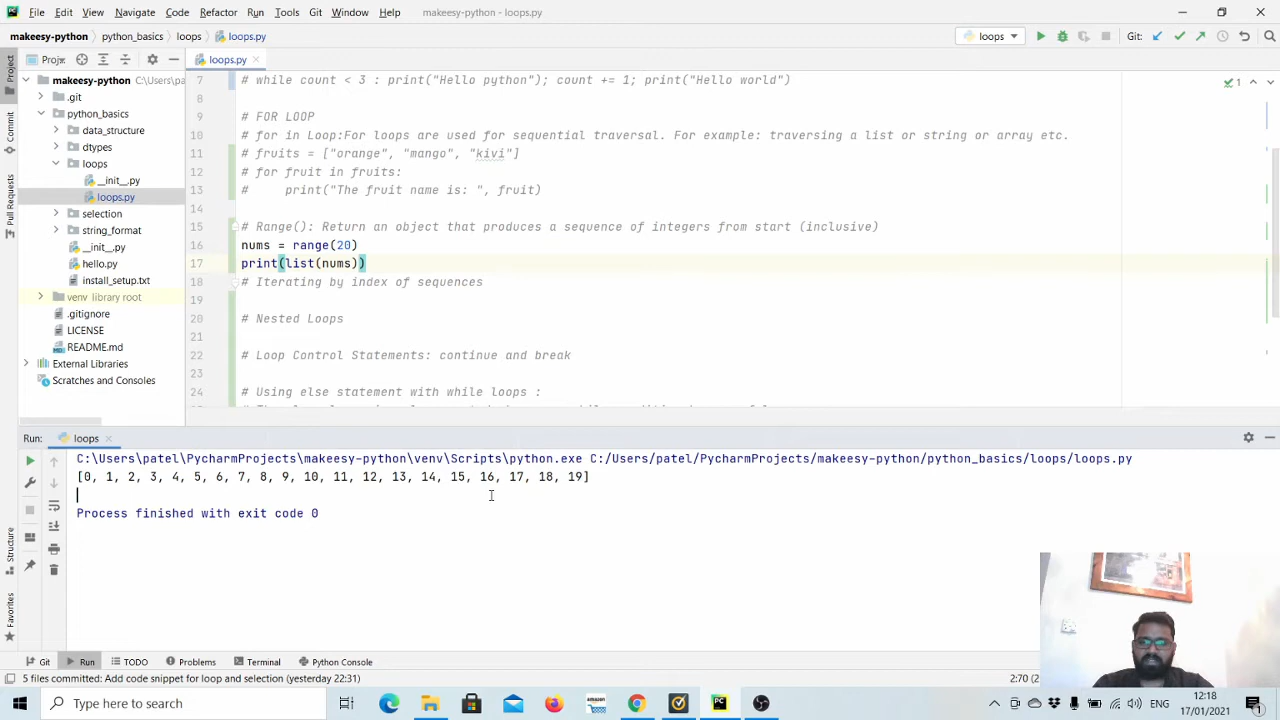 File Edit View Navigate Code Refactor Run Tools Git Window Help makeesy-python - loops.py
makeesy-python python_basics loops loops.py loops Git:
Project
Commit
Pull Requests
Structure
Favorites
Proje
makeesy-python C:\Users\pa
.git
python_basics
data_structure
dtypes
loops
__init__.py
loops.py
selection
string_format
__init__.py
hello.py
install_setup.txt
venv library root
.gitignore
LICENSE
README.md
External Libraries
Scratches and Consoles
loops.py
1
7 # while count < 3 : print("Hello python"); count += 1; print("Hello world")
8
9 # FOR LOOP
10 # for in Loop:For loops are used for sequential traversal. For example: traversing a list or string or array etc.
11 # fruits = ["orange", "mango", "kivi"]
12 # for fruit in fruits:
13 #     print("The fruit name is: ", fruit)
14
15 # Range(): Return an object that produces a sequence of integers from start (inclusive)
16 nums = range(20)
17 print(list(nums))
18 # Iterating by index of sequences
19
20 # Nested Loops
21
22 # Loop Control Statements: continue and break
23
24 # Using else statement with while loops :
Run: loops
C:\Users\patel\PycharmProjects\makeesy-python\venv\Scripts\python.exe C:/Users/patel/PycharmProjects/makeesy-python/python_basics/loops/loops.py
[0, 1, 2, 3, 4, 5, 6, 7, 8, 9, 10, 11, 12, 13, 14, 15, 16, 17, 18, 19]
Process finished with exit code 0
Git Run TODO Problems Terminal Python Console
5 files committed: Add code snippet for loop and selection (yesterday 22:31) 2:70
Type here to search
amazon
PC
12:18
17/01/2021